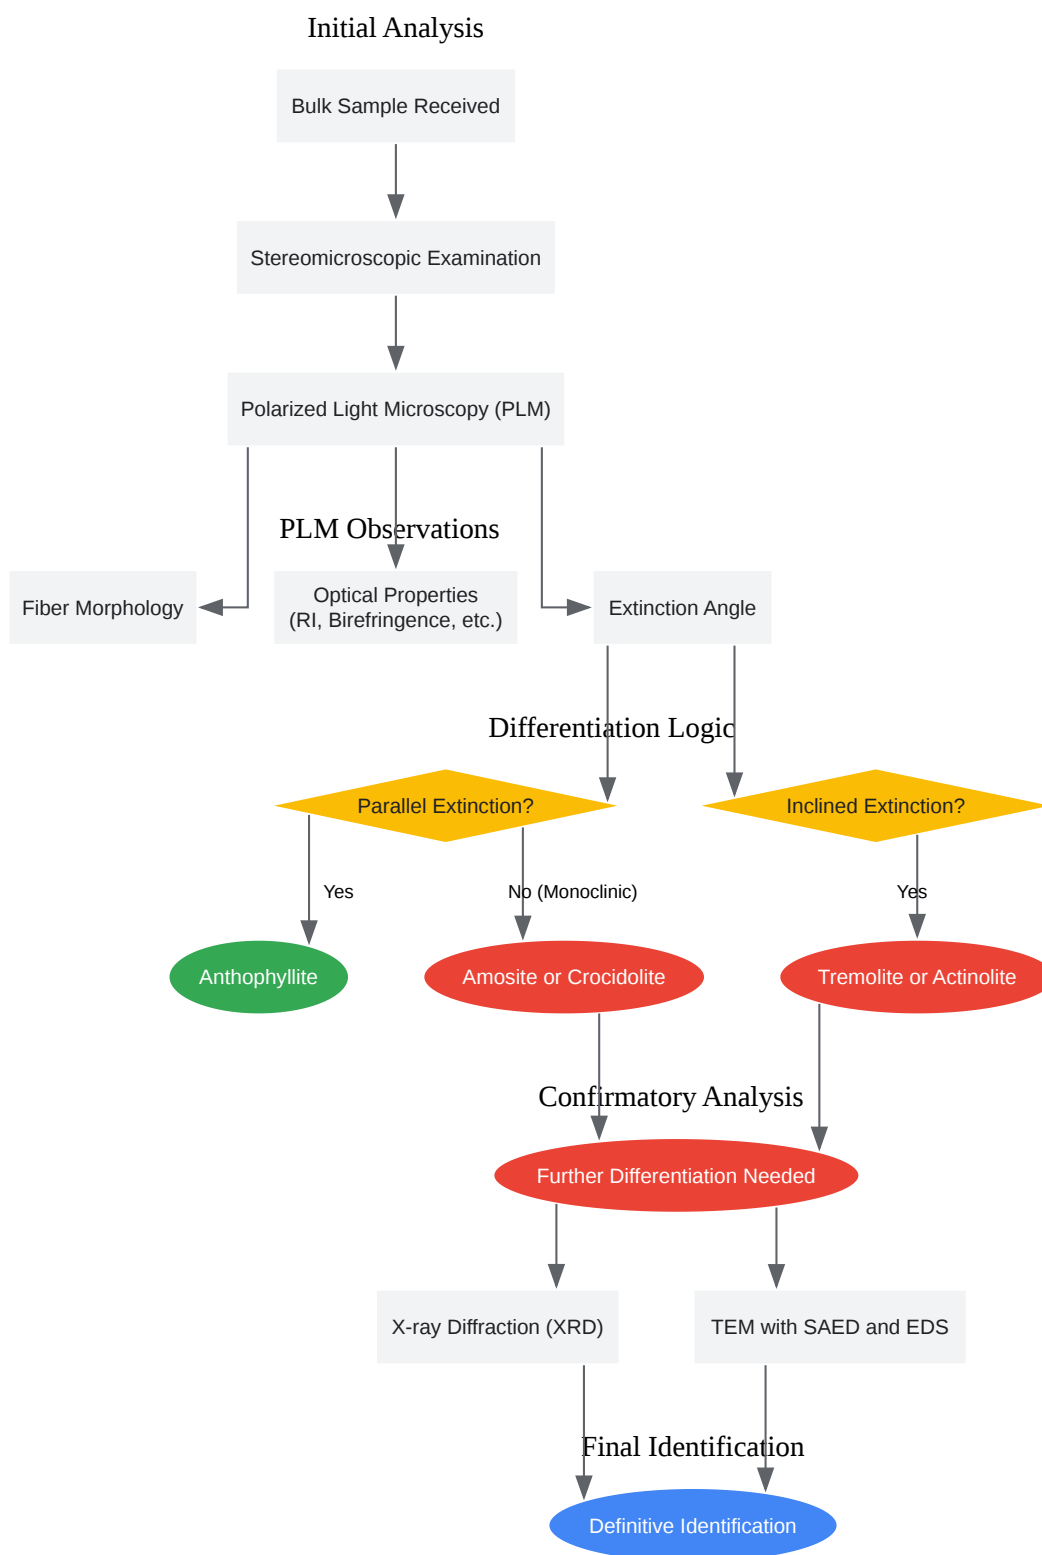 Initial Analysis
Bulk Sample Received
Stereomicroscopic Examination
Polarized Light Microscopy (PLM)
PLM Observations
Fiber Morphology
Optical Properties
(RI, Birefringence, etc.)
Extinction Angle
Differentiation Logic
Parallel Extinction?
Inclined Extinction?
Yes
No (Monoclinic)
Yes
Anthophyllite
Amosite or Crocidolite
Tremolite or Actinolite
Confirmatory Analysis
Further Differentiation Needed
X-ray Diffraction (XRD)
TEM with SAED and EDS
Final Identification
Definitive Identification